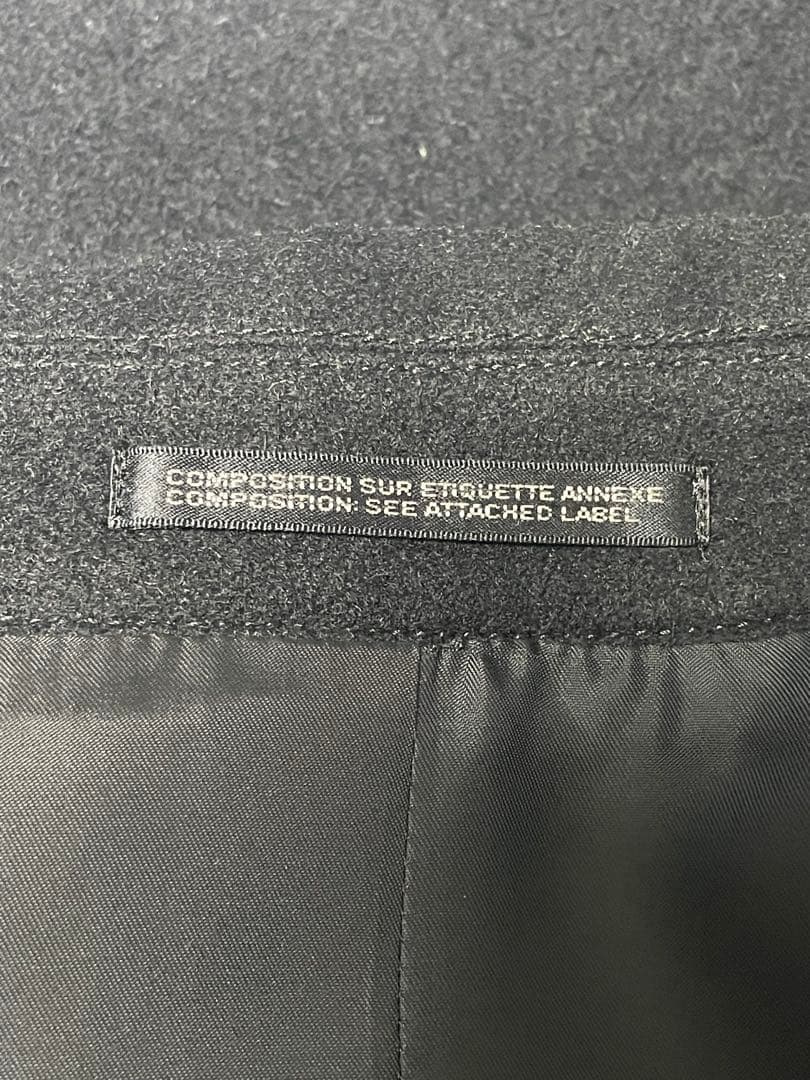 COMPOSITION SUR ETIQUETTE ANNEXE
COMPOSITION: SEE ATTACHED LABEL